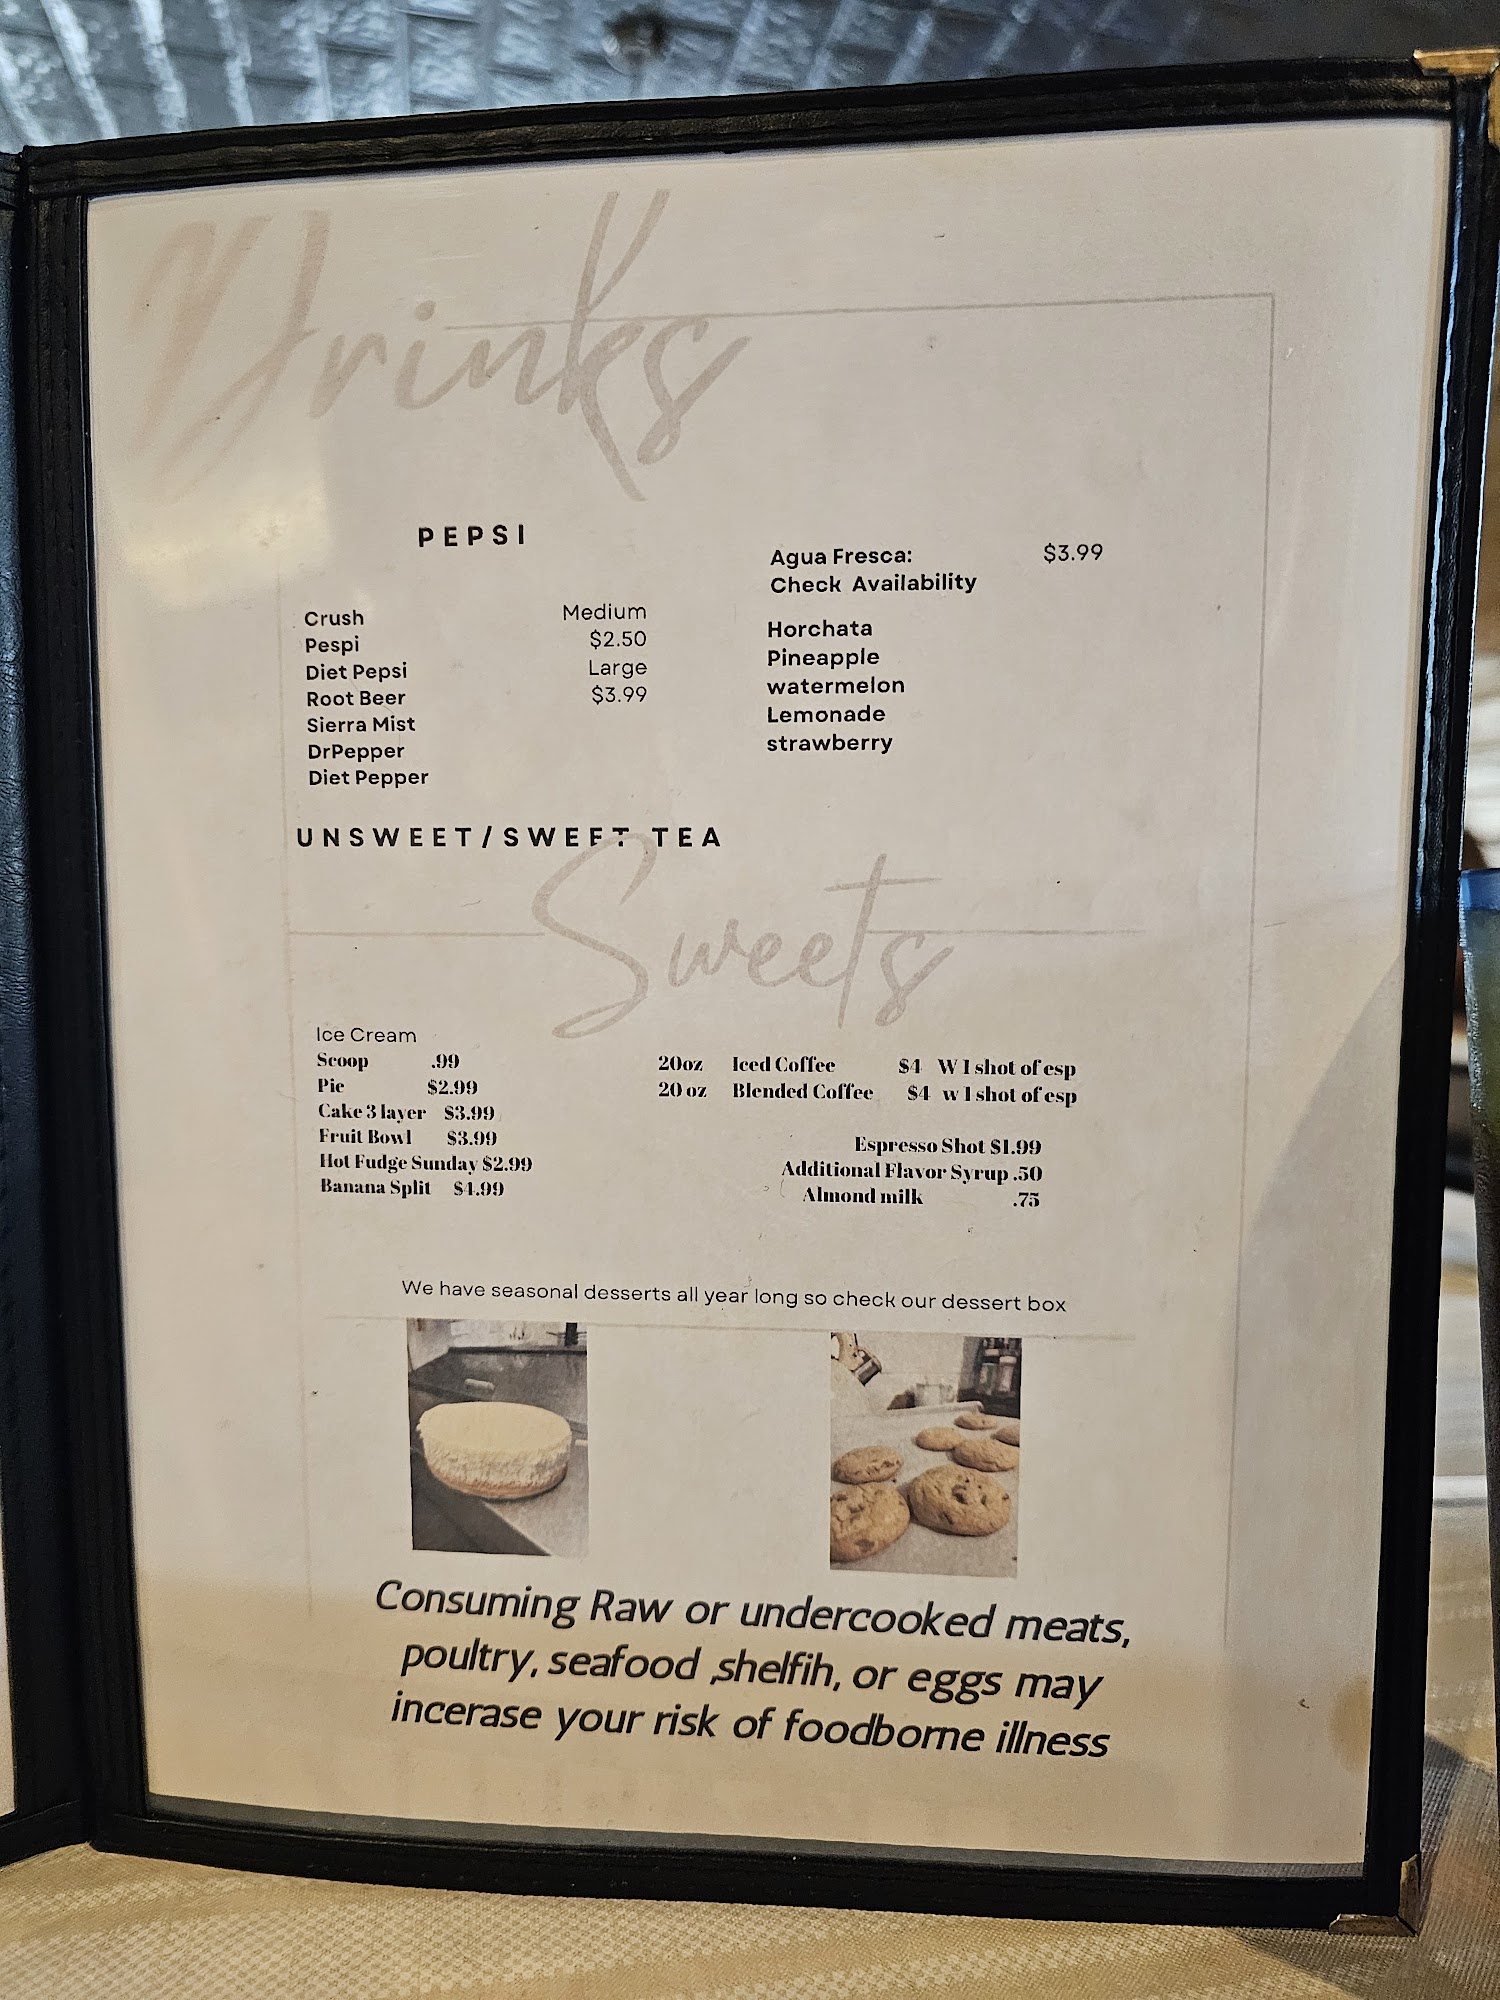 Drinks
PEPSI
Crush Medium
Pespi $2.50
Diet Pepsi Large
Root Beer $3.99
Sierra Mist
DrPepper
Diet Pepper
Agua Fresca: $3.99
Check Availability
Horchata
Pineapple
watermelon
Lemonade
strawberry
UNSWEET/SWEET TEA
Sweets
Ice Cream
Scoop .99
Pie $2.99
Cake 3 layer $3.99
Fruit Bowl $3.99
Hot Fudge Sunday $2.99
Banana Split $4.99
20oz Iced Coffee $4 W 1 shot of esp
20 oz Blended Coffee $4 w 1 shot of esp
Espresso Shot $1.99
Additional Flavor Syrup .50
Almond milk .75
We have seasonal desserts all year long so check our dessert box
Consuming Raw or undercooked meats,
poultry, seafood ,shelfih, or eggs may
incerase your risk of foodborne illness